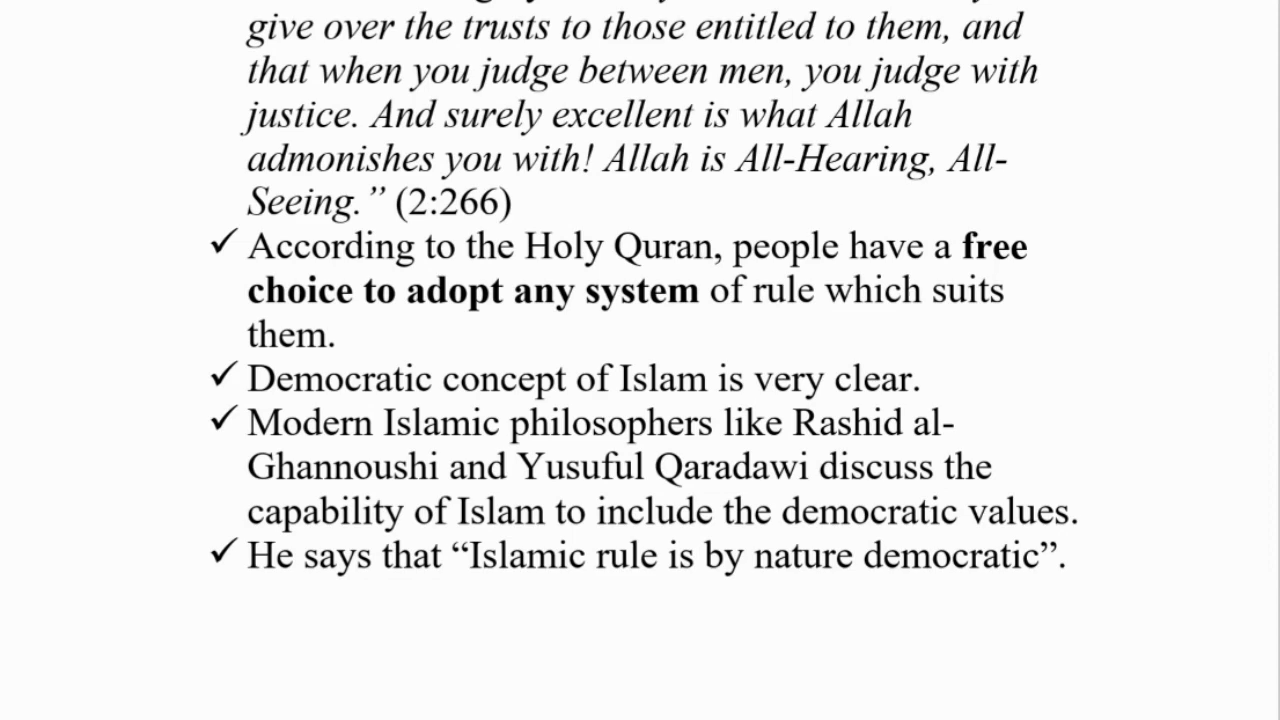 give over the trusts to those entitled to them, and
that when you judge between men, you judge with
justice. And surely excellent is what Allah
admonishes you with! Allah is All-Hearing, All-
Seeing.” (2:266)
✓ According to the Holy Quran, people have a free
choice to adopt any system of rule which suits
them.
✓ Democratic concept of Islam is very clear.
✓ Modern Islamic philosophers like Rashid al-
Ghannoushi and Yusuful Qaradawi discuss the
capability of Islam to include the democratic values.
✓ He says that “Islamic rule is by nature democratic”.